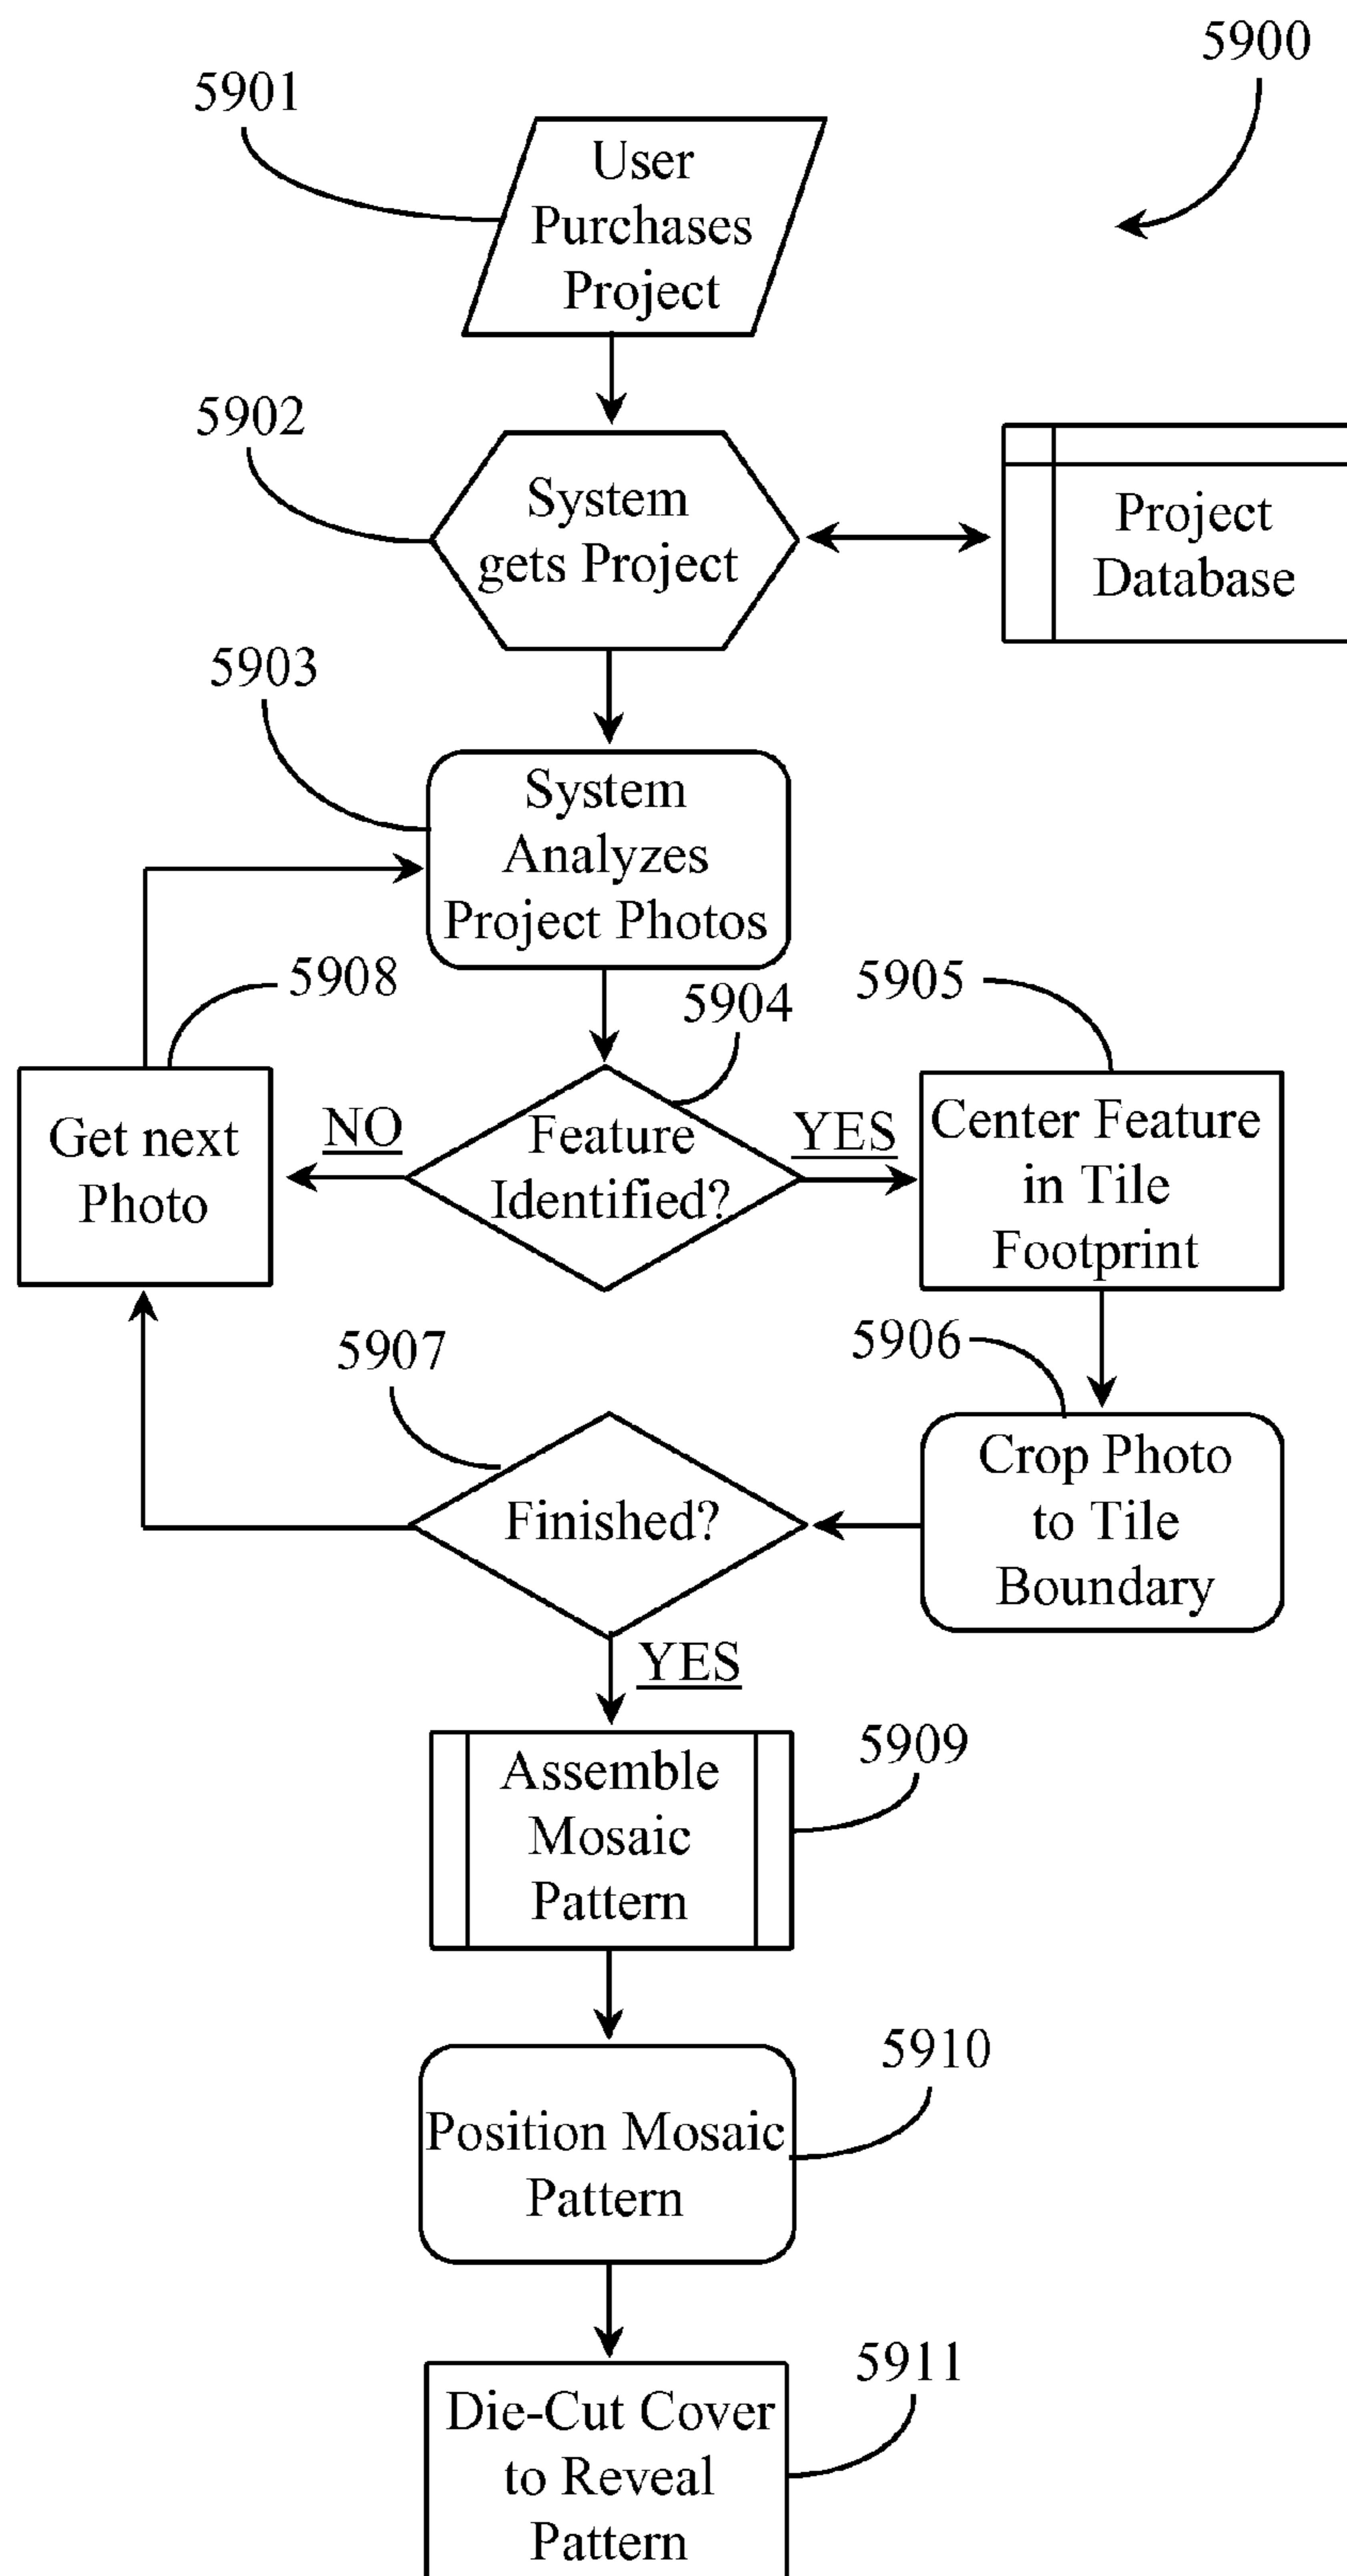 5900
5901
User
Purchases
Project
5902
System
gets Project
Project
Database
5903
System
Analyzes
Project Photos
5908
5904
5905
Get next
Photo
NO
Feature
Identified?
YES
Center Feature
in Tile
Footprint
5907
5906
Finished?
Crop Photo
to Tile
Boundary
YES
Assemble
Mosaic
Pattern
5909
Position Mosaic
Pattern
5910
Die-Cut Cover
to Reveal
Pattern
5911